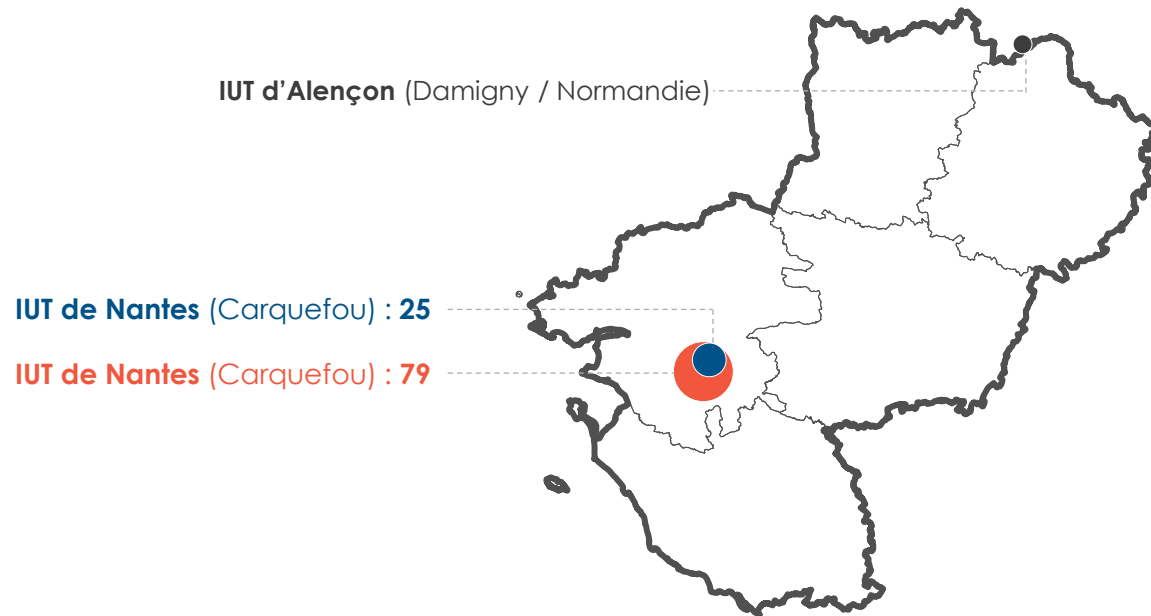 IUT d’Alençon (Damigny / Normandie)
IUT de Nantes (Carquefou) : 25
IUT de Nantes (Carquefou) : 79